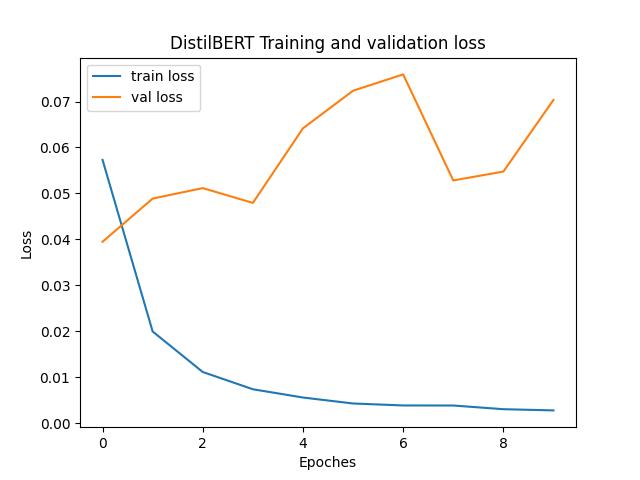 DistilBERT Training and validation loss
train loss
val loss
0.07
0.06
0.05
0.04
0.03
0.02
0.01
0.00
Loss
0 2 4 6 8
Epoches